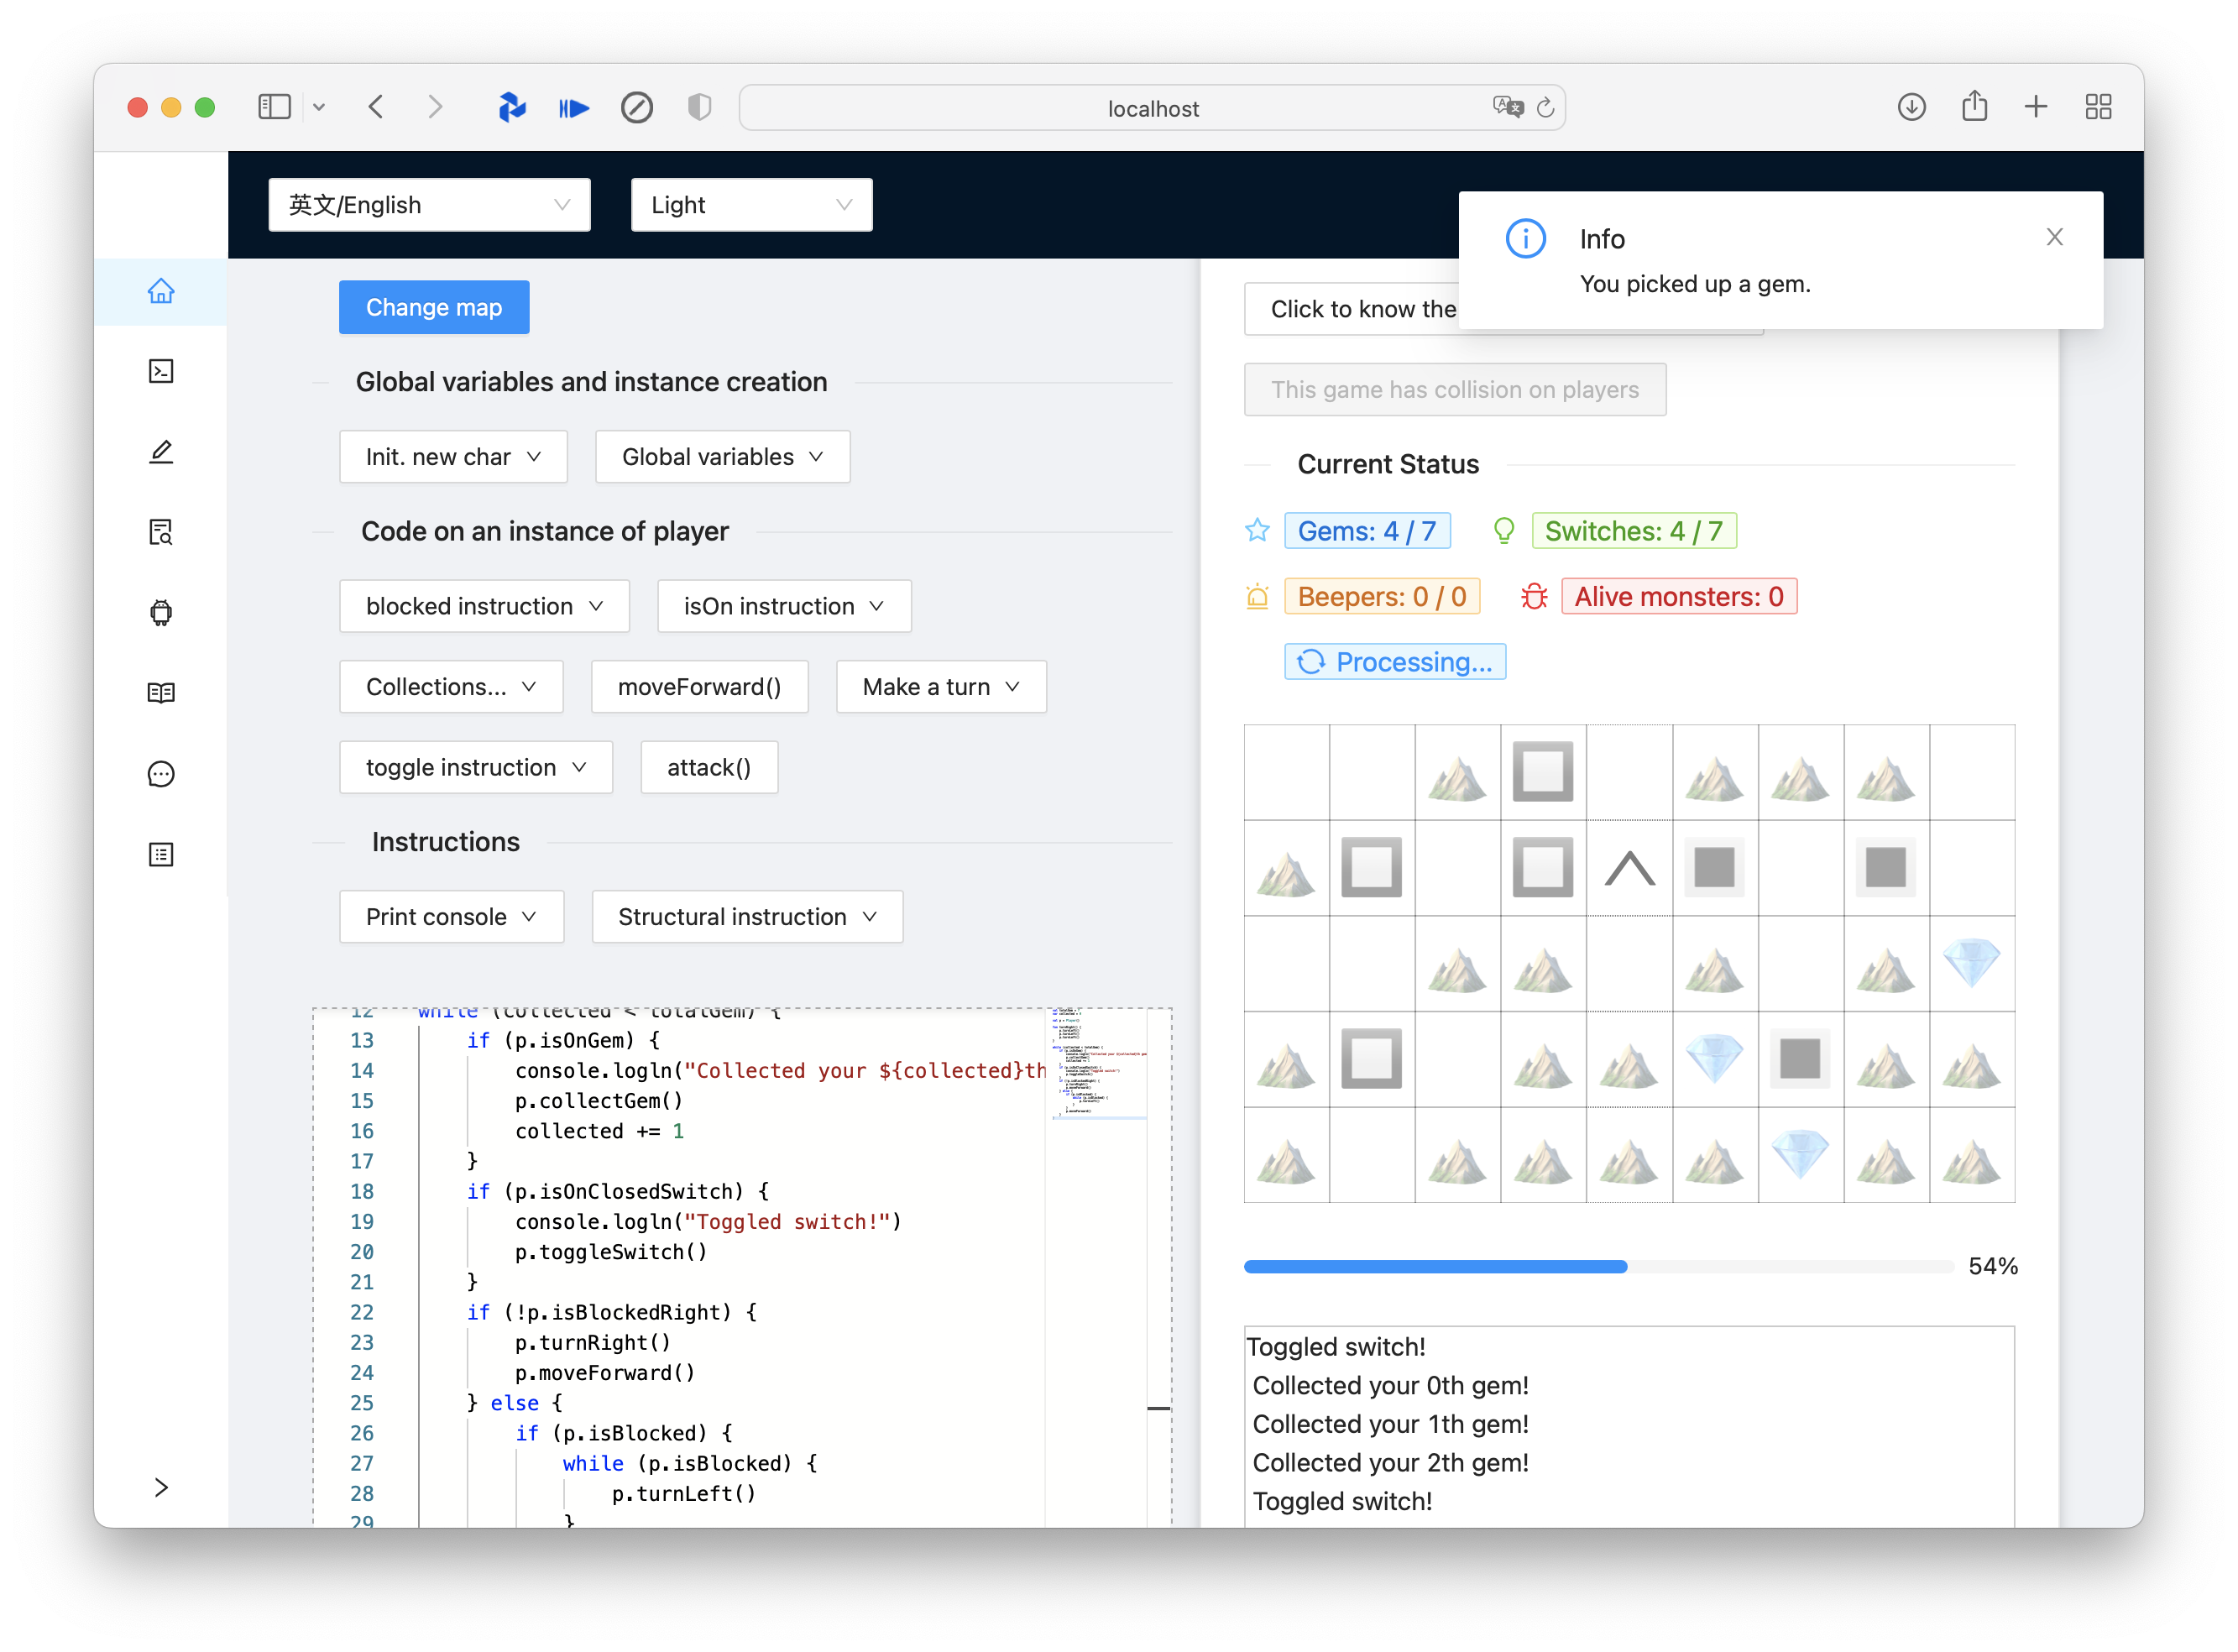 localhost
英文/English
Light
Info
You picked up a gem.
Change map
Click to know the
This game has collision on players
Global variables and instance creation
Init. new char
Global variables
Code on an instance of player
blocked instruction
isOn instruction
Collections...
moveForward()
Make a turn
toggle instruction
attack()
Instructions
Print console
Structural instruction
12 while (collected < totalGem) {
13 if (p.isOnGem) {
14 console.logln("Collected your ${collected}th
15 p.collectGem()
16 collected += 1
17 }
18 if (p.isOnClosedSwitch) {
19 console.logln("Toggled switch!")
20 p.toggleSwitch()
21 }
22 if (!p.isBlockedRight) {
23 p.turnRight()
24 p.moveForward()
25 } else {
26 if (p.isBlocked) {
27 while (p.isBlocked) {
28 p.turnLeft()
29 }
Current Status
Gems: 4 / 7
Switches: 4 / 7
Beepers: 0 / 0
Alive monsters: 0
Processing...
54%
Toggled switch!
Collected your 0th gem!
Collected your 1th gem!
Collected your 2th gem!
Toggled switch!